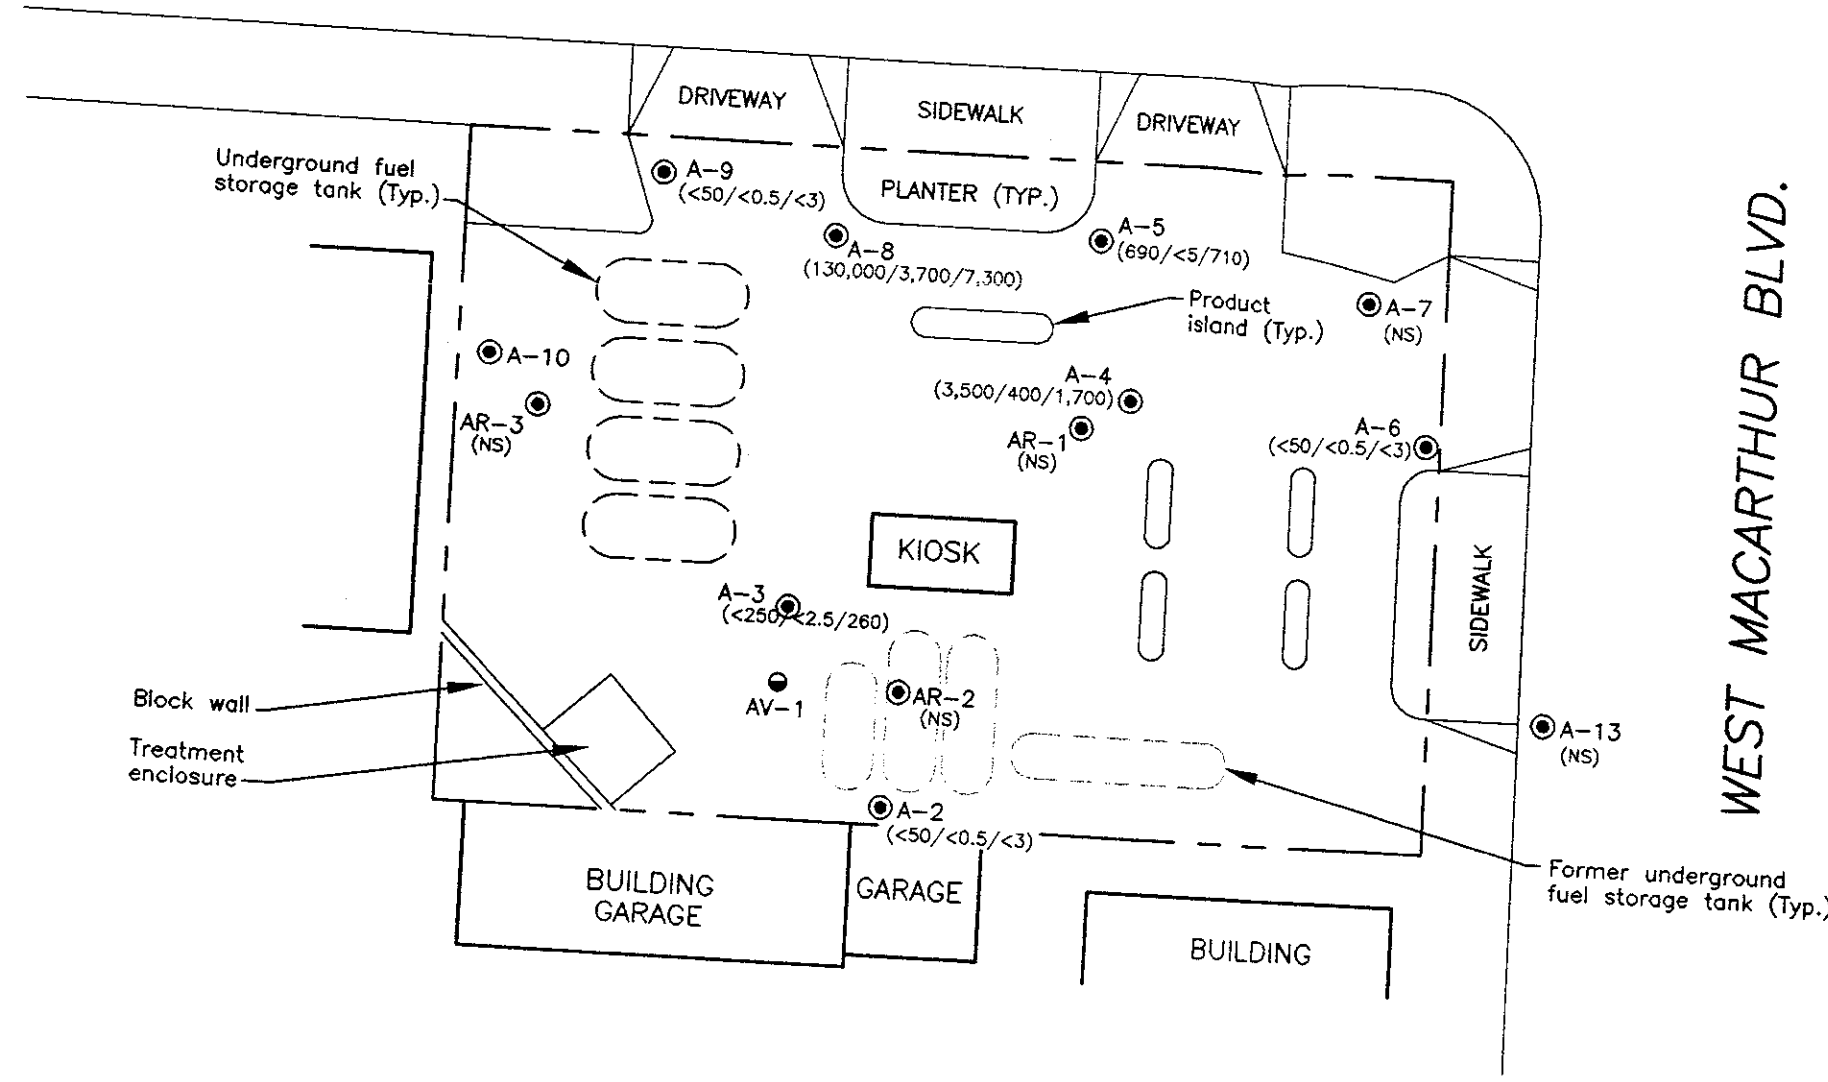 DRIVEWAY
SIDEWALK
DRIVEWAY
Underground fuel
storage tank (Typ.)
A-9
(<50/<0.5/<3)
PLANTER (TYP.)
A-8
(130,000/3,700/7,300)
A-5
(690/<5/710)
Product
island (Typ.)
A-7
(NS)
A-10
AR-3
(NS)
A-4
(3,500/400/1,700)
AR-1
(NS)
A-6
(<50/<0.5/<3)
KIOSK
SIDEWALK
WEST MACARTHUR BLVD.
A-3
(<250/<2.5/260)
AV-1
AR-2
(NS)
Block wall
Treatment
enclosure
A-13
(NS)
A-2
(<50/<0.5/<3)
BUILDING
GARAGE
GARAGE
BUILDING
Former underground
fuel storage tank (Typ.)